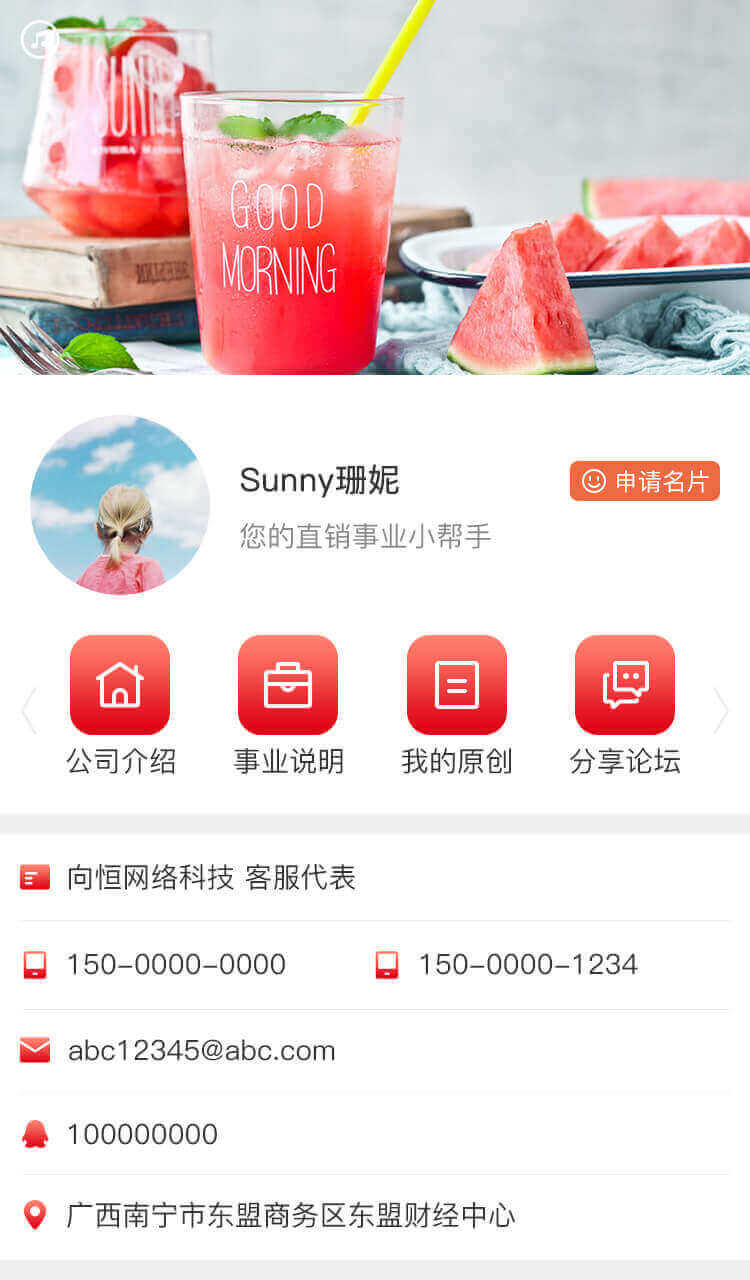 SUNNY
GOOD
MORNING
Sunny珊妮
申请名片
您的直销事业小帮手
公司介绍
事业说明
我的原创
分享论坛
向恒网络科技 客服代表
150-0000-0000
150-0000-1234
abc12345@abc.com
100000000
广西南宁市东盟商务区东盟财经中心